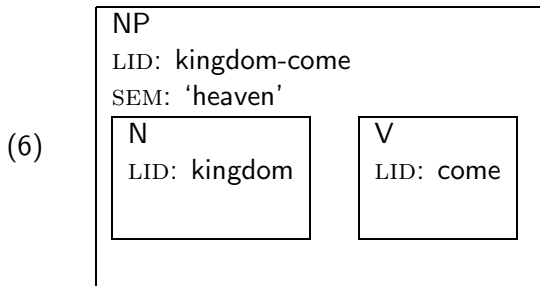 NP
LID: kingdom-come
SEM: ‘heaven’
(6)
N V
LID: kingdom LID: come